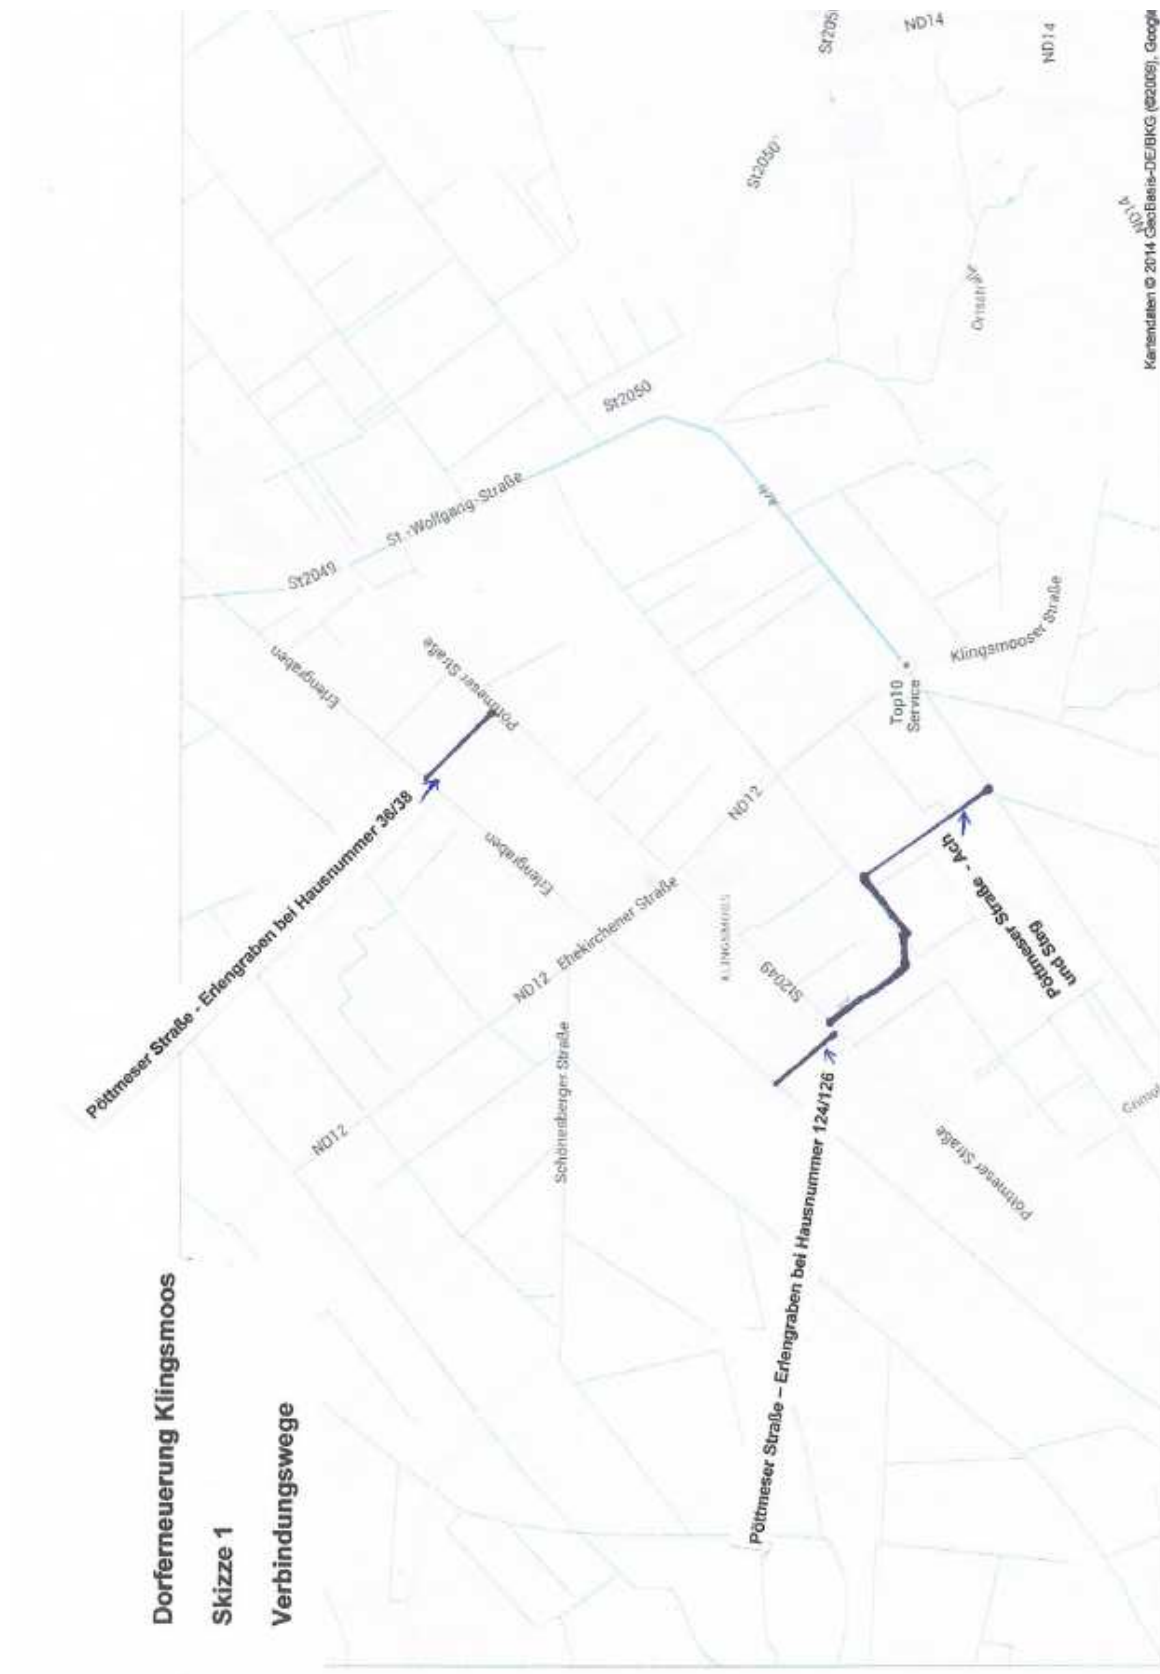 Dorferneuerung Klingsmoos
Skizze 1
Verbindungswege
Pöttmeser Straße - Erlengraben bei Hausnummer 36/38
Pöttmeser Straße – Erlengraben bei Hausnummer 124/126
Pöttmeser Straße - Ach
und Steg
St2049
St.-Wolfgang-Straße
St2050
St2050
ND14
ND14
ND14
Erlengraben
Pöttmeser Straße
Erlengraben
ND12
Ehekirchener Straße
ND12
ND12
Schönesberger Straße
KLINGSMOOS
St2049
Ach
Top10
Service
Klingsmooser Straße
Ortsstraße
Pöttmeser Straße
Kartendaten © 2014 GeoBasis-DE/BKG (©2009), Google